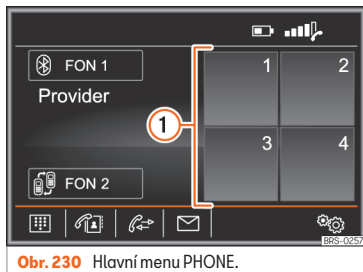 FON 1
Provider
FON 2
1
1 2
3 4
BRS-0257
Obr. 230 Hlavní menu PHONE.